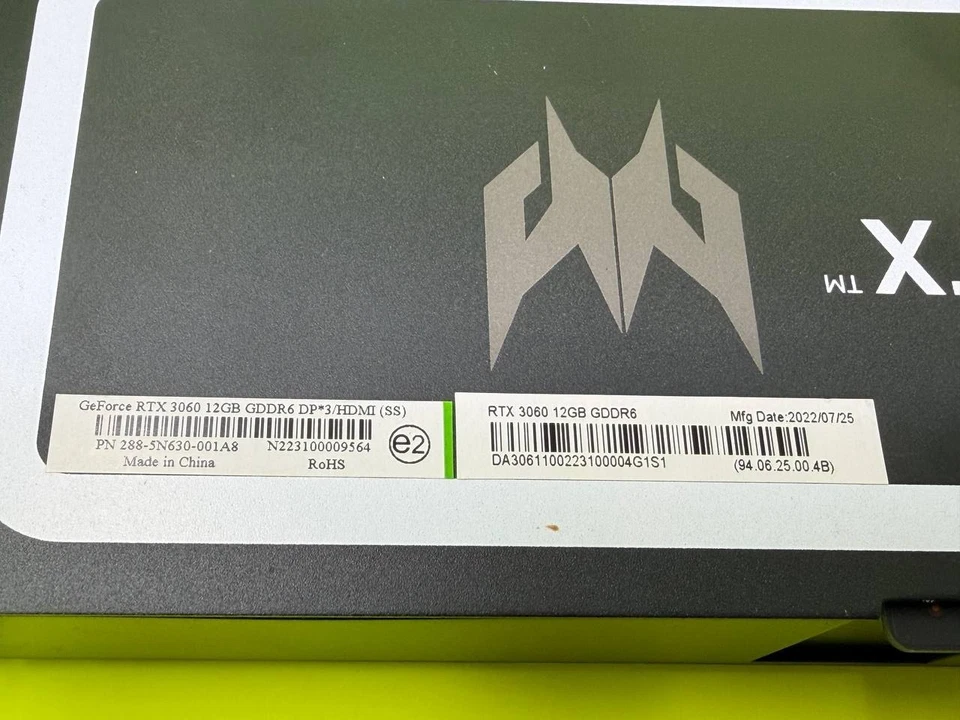 X.™
GeForce RTX 3060 12GB GDDR6 DP*3/HDMI (SS)
PN 288-5N630-001A8 N223100009564
Made in China RoHS
e2
RTX 3060 12GB GDDR6 Mfg Date:2022/07/25
DA3061100223100004G1S1 (94.06.25.00.4B)